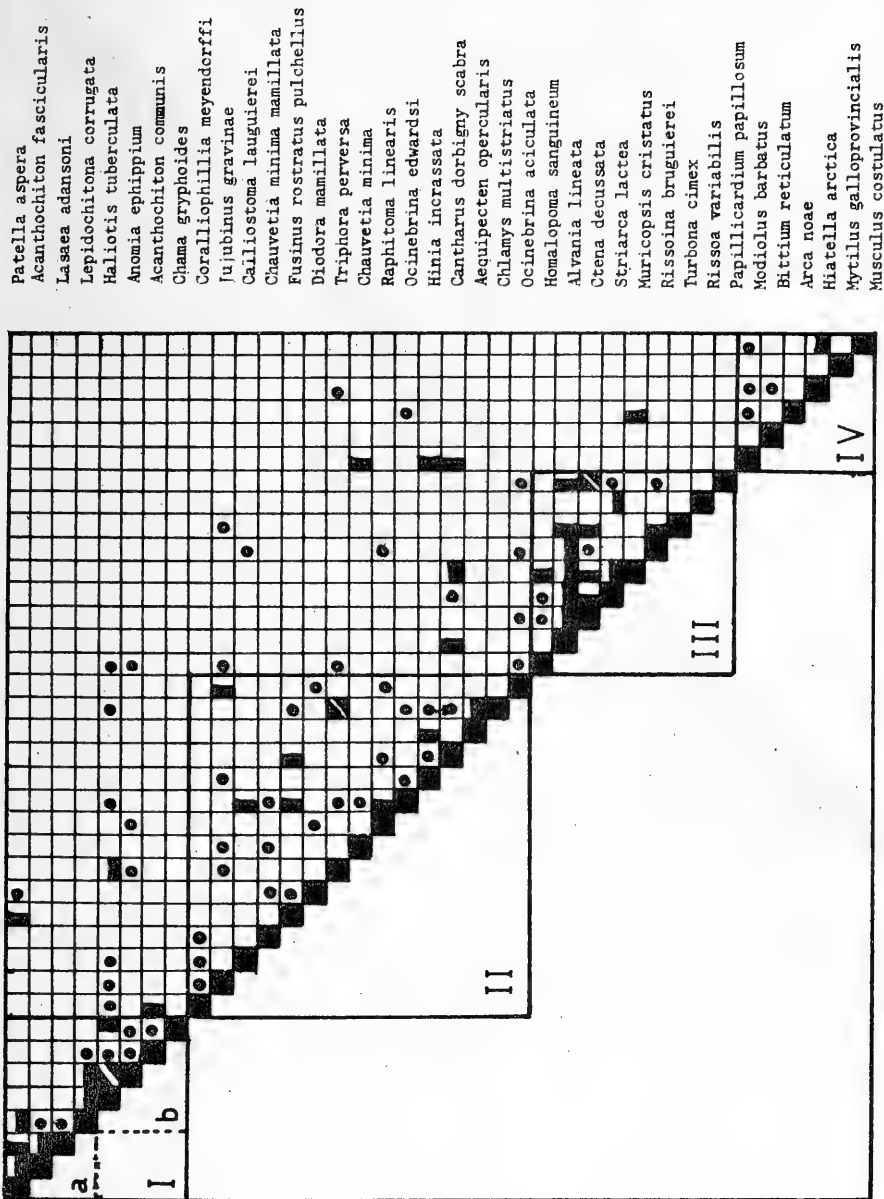 Patella aspera
Acanthochiton fascicularis
Lasaea adansoni
Lepidochitona corrugata
Haliotis tuberculata
Anomia ephippium
Acanthochiton communis
Chama gryphoides
Coralliophillia meyendorffi
Jujubinus gravinae
Calliostoma lauguierei
Chauvetia minima mamillata
Fusinus rostratus pulchellus
Diodora mamillata
Triphora perversa
Chauvetia minima
Raphitoma linearis
Ocinebrina edwardsi
Hinia incrassata
Cantharus dorbigny scabra
Aequipecten opercularis
Chlamys multistriatus
Ocinebrina aciculata
Homalopoma sanguineum
Alvania lineata
Ctena decussata
Striarca lactea
Muricopsis cristatus
Rissoina bruguierei
Turbona cimex
Rissoa variabilis
Papillicardium papillosum
Modiolus barbatus
Bittium reticulatum
Arca noae
Hiatella arctica
Mytilus galloprovincialis
Musculus costulatus
a
b
I
II
III
IV